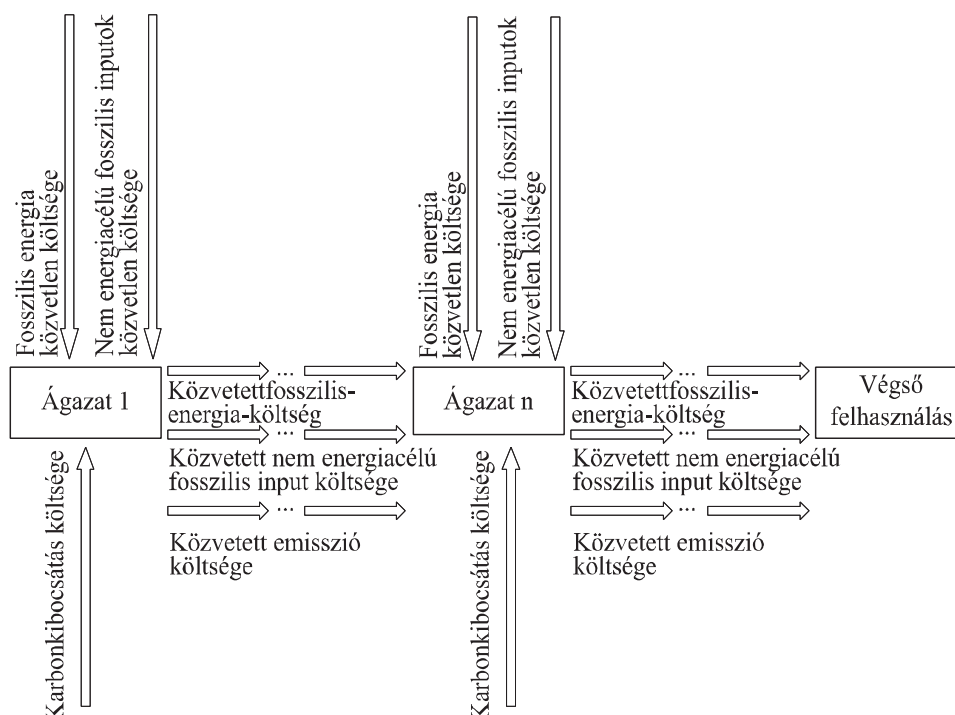 Fosszilis energia
közvetlen költsége
Nem energiacélú fosszilis inputok
közvetlen költsége
Fosszilis energia
közvetlen költsége
Nem energiacélú fosszilis inputok
közvetlen költsége
Ágazat 1
...
Közvetettfosszilis-
energia-költség
...
Közvetett nem energiacélú
fosszilis input költsége
...
Közvetett emisszió
költsége
Ágazat n
...
Közvetettfosszilis-
energia-költség
...
Közvetett nem energiacélú
fosszilis input költsége
...
Közvetett emisszió
költsége
Végső
felhasználás
Karbonkibocsátás költsége
Karbonkibocsátás költsége